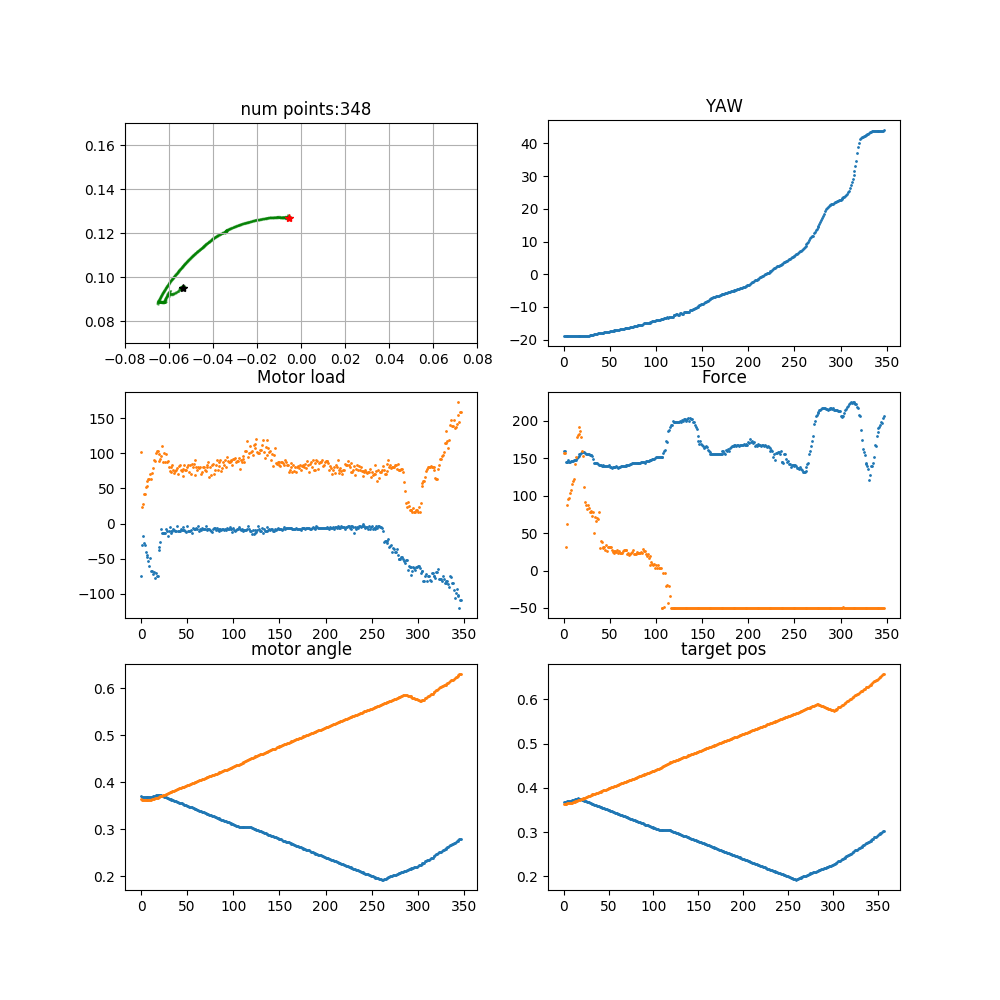 num points:348
YAW
0.16
0.14
0.12
0.10
0.08
−0.08 −0.06 −0.04 −0.02 0.00 0.02 0.04 0.06 0.08
40
30
20
10
0
−10
−20
0 50 100 150 200 250 300 350
Motor load
Force
150
100
50
0
−50
−100
0 50 100 150 200 250 300 350
200
150
100
50
0
−50
0 50 100 150 200 250 300 350
motor angle
target pos
0.6
0.5
0.4
0.3
0.2
0 50 100 150 200 250 300 350
0.6
0.5
0.4
0.3
0.2
0 50 100 150 200 250 300 350